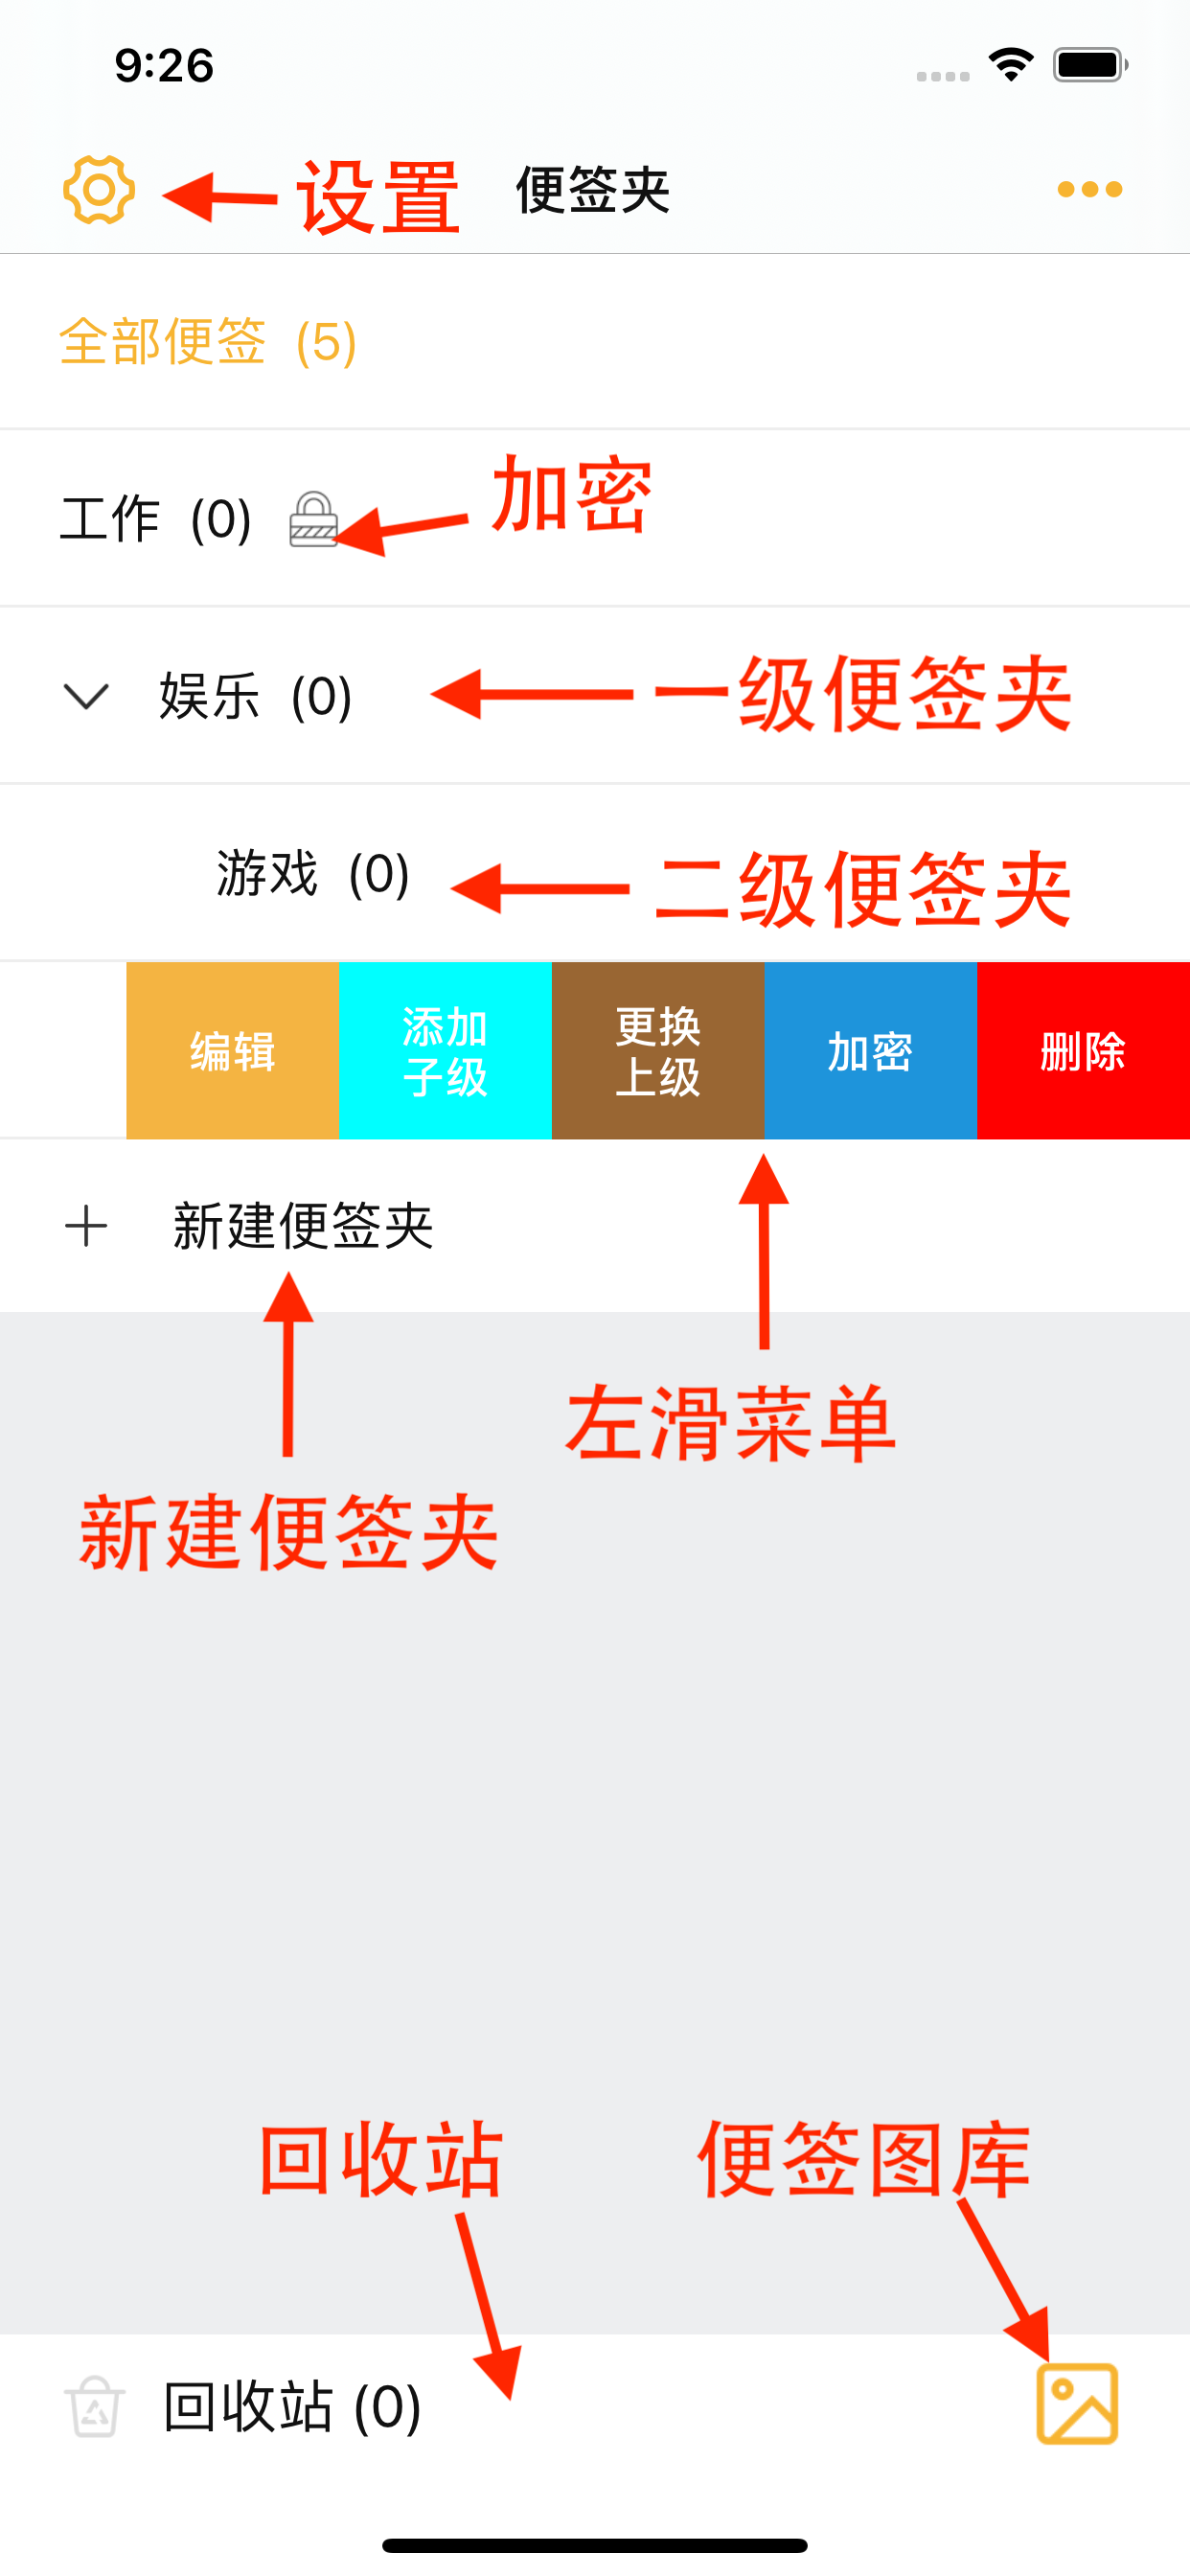 9:26
设置 便签夹
全部便签 (5)
加密
工作 (0)
娱乐 (0) 一级便签夹
游戏 (0) 二级便签夹
编辑 添加子级 更换上级 加密 删除
新建便签夹
左滑菜单
新建便签夹
回收站 便签图库
回收站 (0)